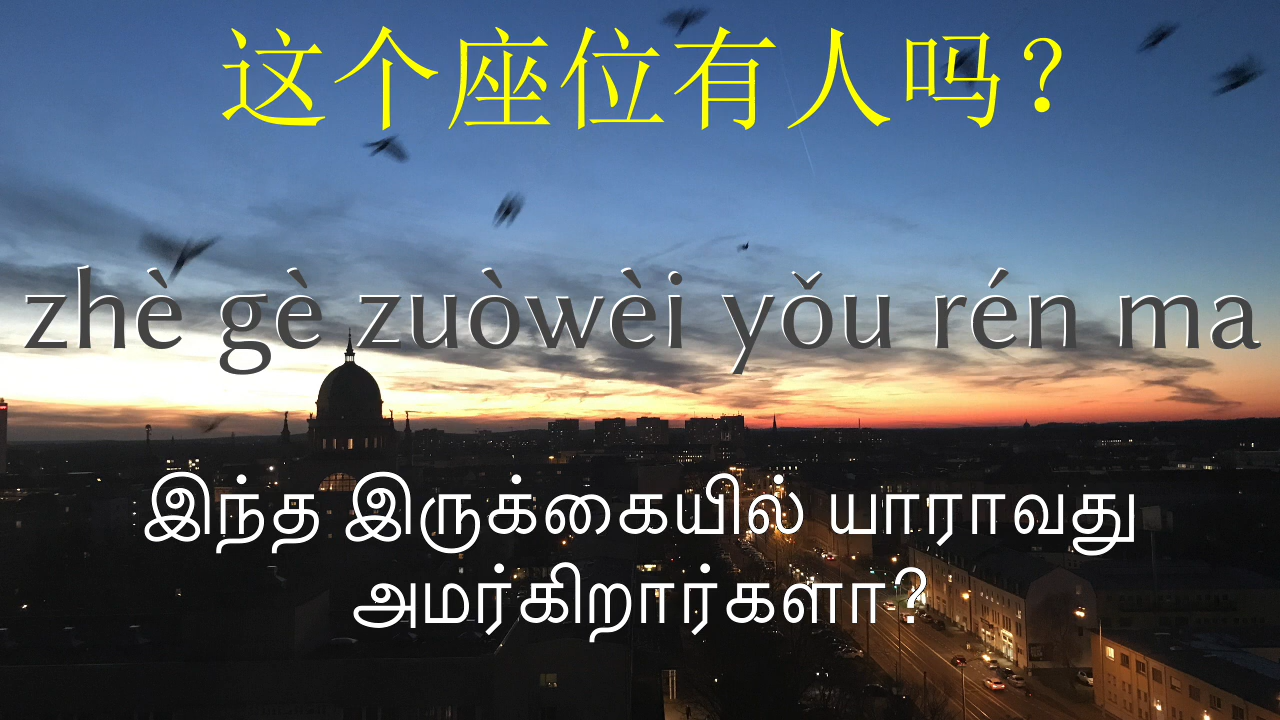 这个座位有人吗？
zhè gè zuòwèi yǒu rén ma
இந்த இருக்கையில் யாராவது
அமர்கிறார்களா?